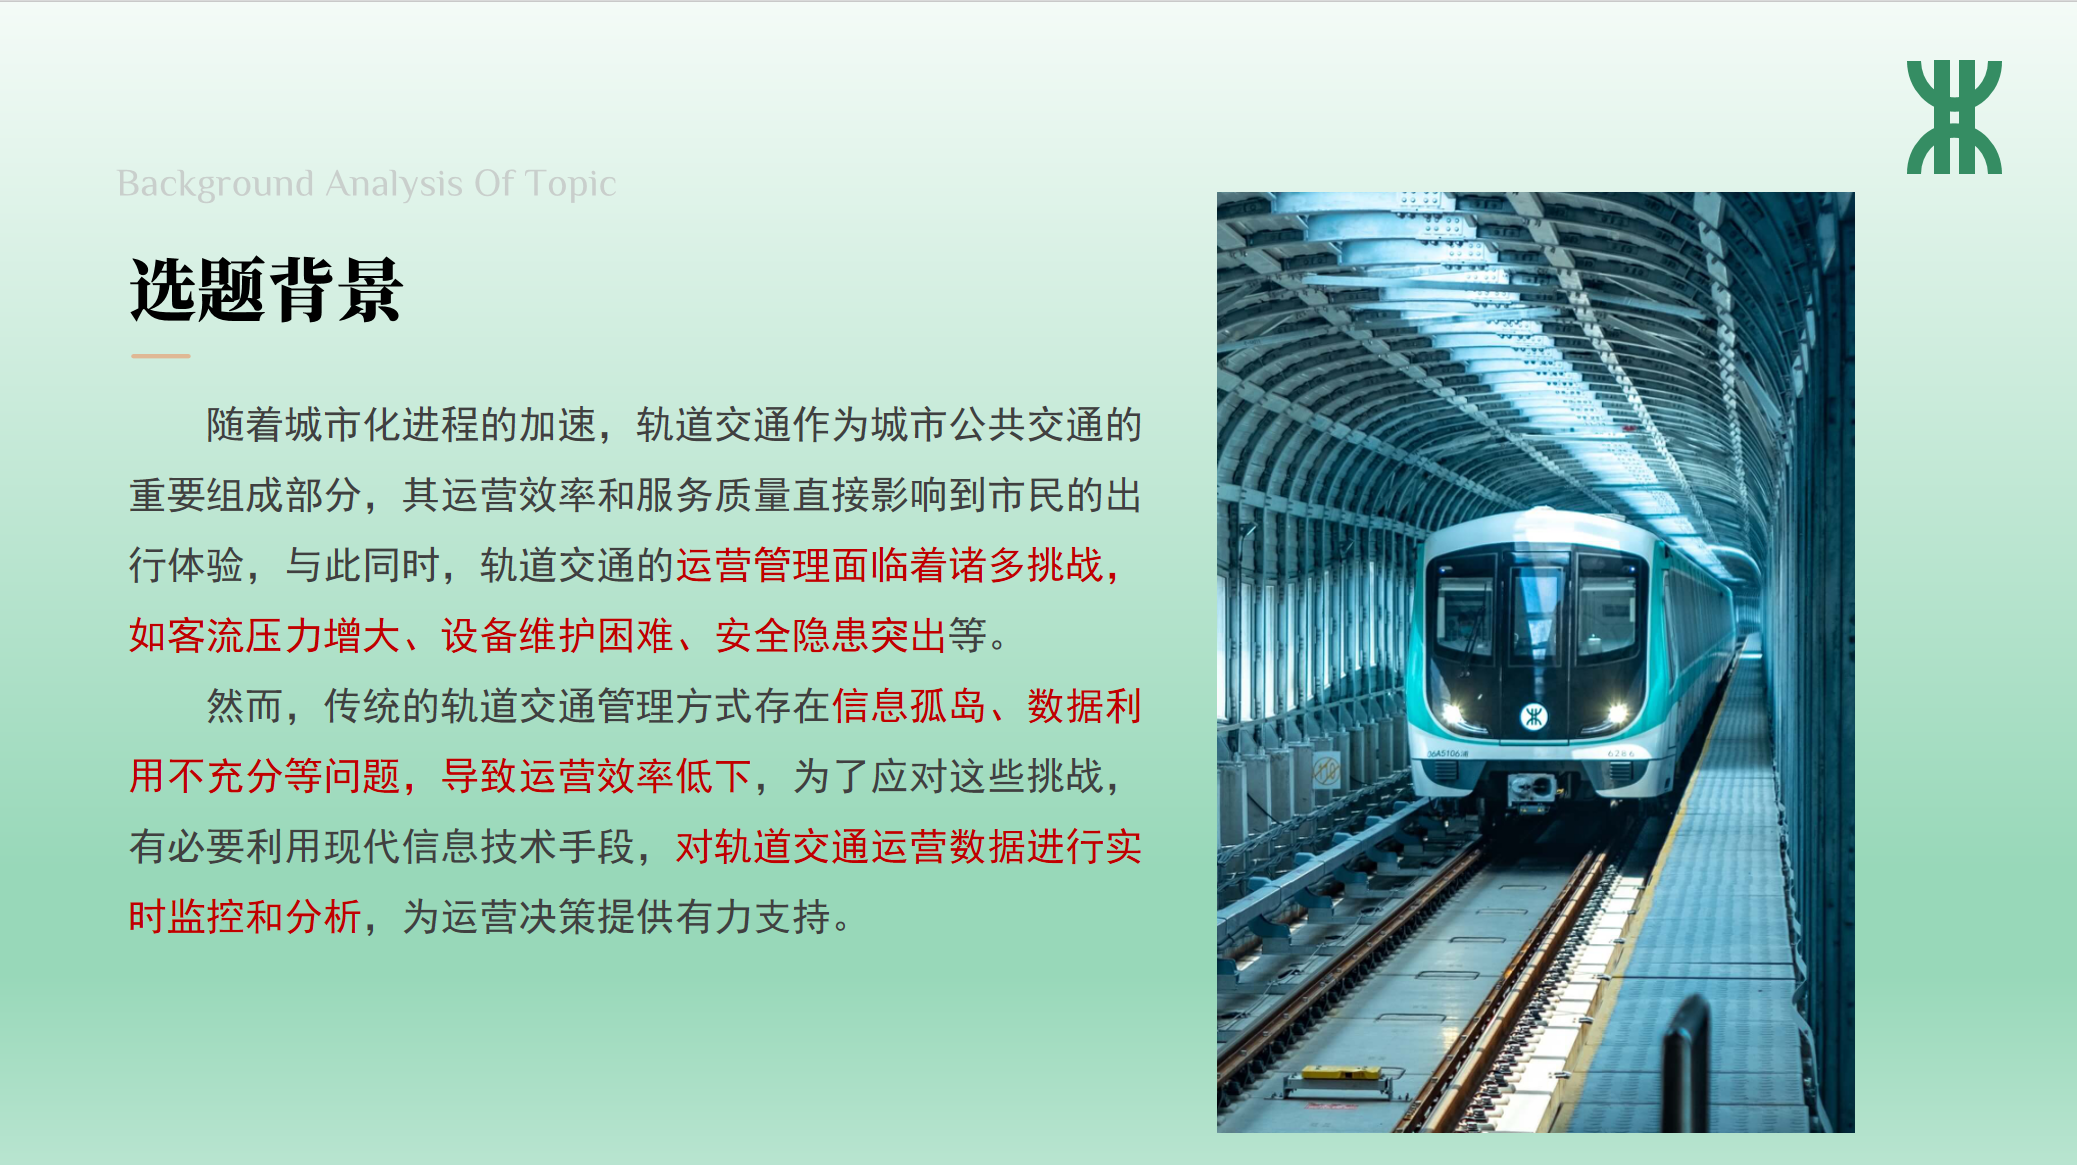 Background Analysis Of Topic
选题背景
随着城市化进程的加速，轨道交通作为城市公共交通的
重要组成部分，其运营效率和服务质量直接影响到市民的出
行体验，与此同时，轨道交通的运营管理面临着诸多挑战，
如客流压力增大、设备维护困难、安全隐患突出等。
然而，传统的轨道交通管理方式存在信息孤岛、数据利
用不充分等问题，导致运营效率低下，为了应对这些挑战，
有必要利用现代信息技术手段，对轨道交通运营数据进行实
时监控和分析，为运营决策提供有力支持。